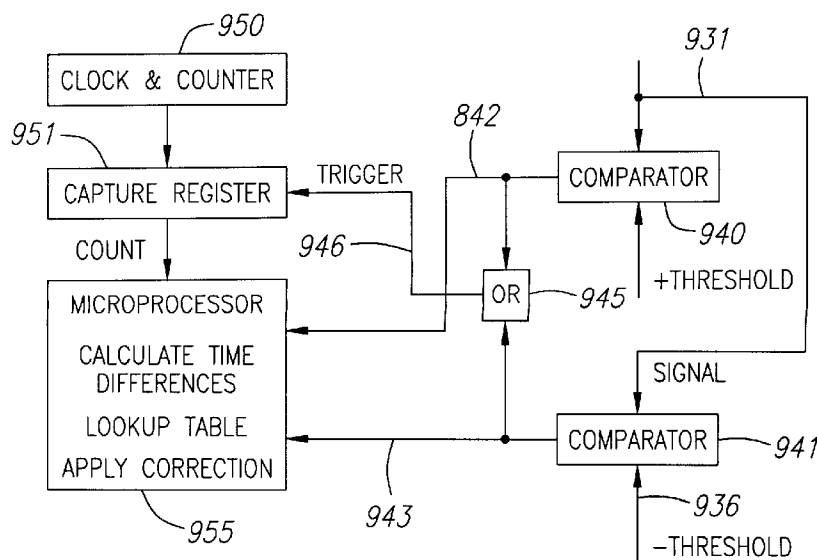 950
CLOCK & COUNTER
931
951
842
TRIGGER
CAPTURE REGISTER
COMPARATOR
940
COUNT
946
MICROPROCESSOR
OR
945
+THRESHOLD
CALCULATE TIME
DIFFERENCES
SIGNAL
LOOKUP TABLE
COMPARATOR
941
APPLY CORRECTION
943
936
955
−THRESHOLD